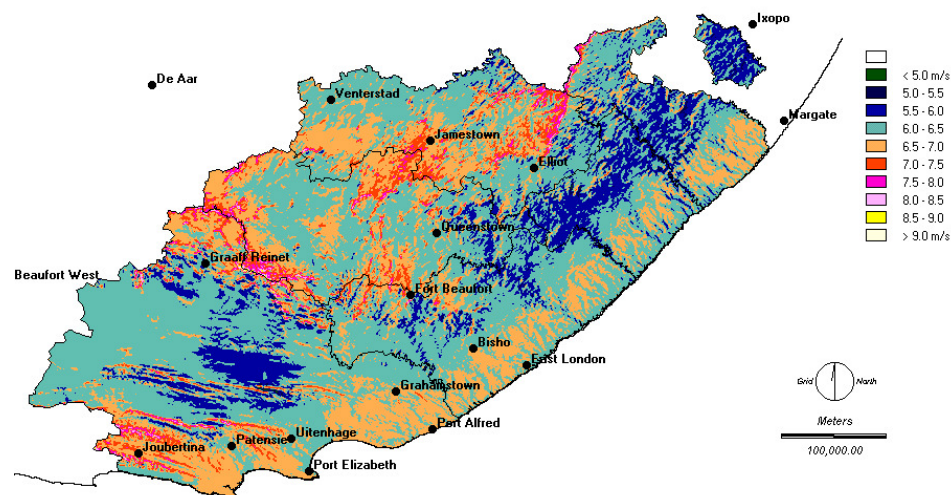 Ixopo
De Aar
Venterstad
Margate
Jamestown
Elliot
Queenstown
Graaff Reinet
Beaufort West
Fort Beaufort
Bisho
East London
Grahamstown
Port Alfred
Uitenhage
Patensie
Joubertina
Port Elizabeth
< 5.0 m/s
5.0 - 5.5
5.5 - 6.0
6.0 - 6.5
6.5 - 7.0
7.0 - 7.5
7.5 - 8.0
8.0 - 8.5
8.5 - 9.0
> 9.0 m/s
Grid North
Meters
100,000.00